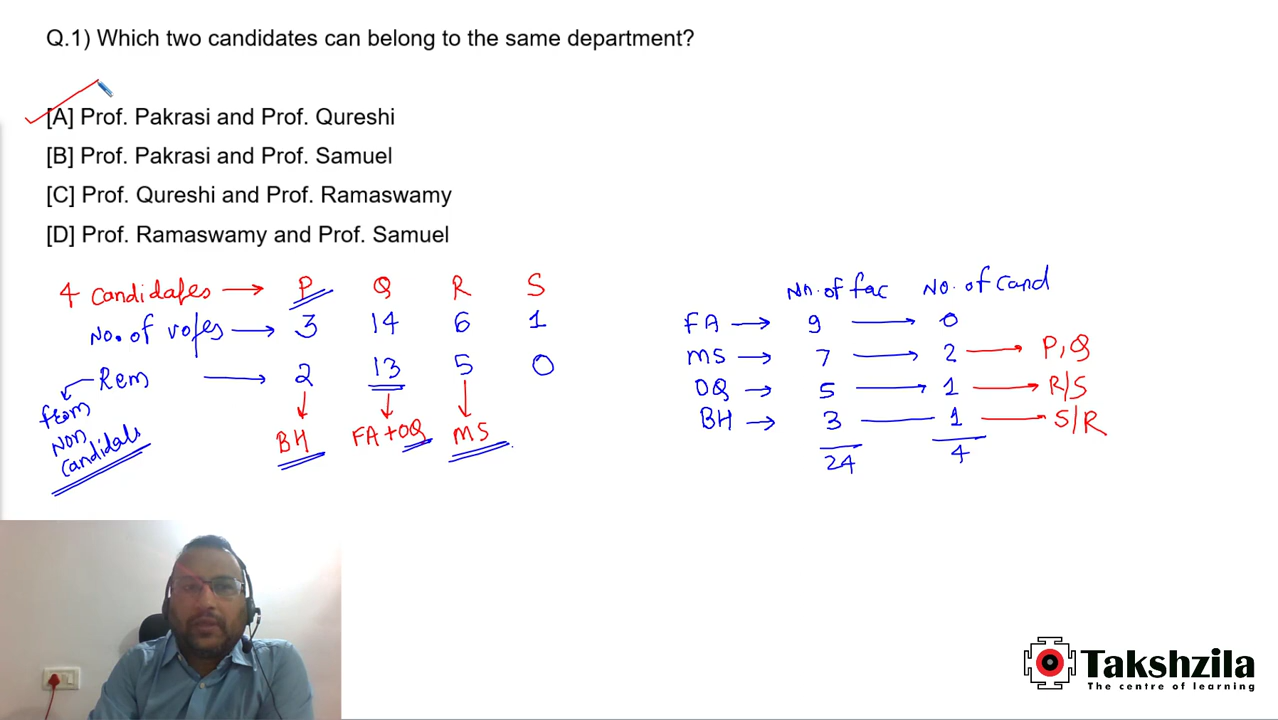 Q.1) Which two candidates can belong to the same department?
[A] Prof. Pakrasi and Prof. Qureshi
[B] Prof. Pakrasi and Prof. Samuel
[C] Prof. Qureshi and Prof. Ramaswamy
[D] Prof. Ramaswamy and Prof. Samuel
4 candidates → P Q R S
No. of votes → 3 14 6 1
Rem → 2 13 5 0
from
Non
Candidates
BH FA+OQ MS
No. of fac No. of cand
FA → 9 → 0
MS → 7 → 2 → P,Q
OQ → 5 → 1 → R/S
BH → 3 — 1 → S/R
24 4
Takshzila
The centre of learning